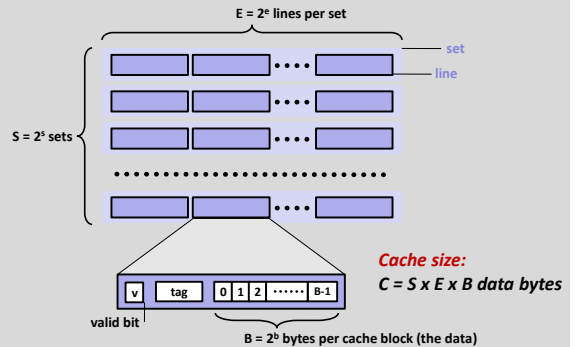 E = 2ᵉ lines per set
set
line
S = 2ˢ sets
v
tag
0 1 2 ······ B-1
valid bit
B = 2ᵇ bytes per cache block (the data)
Cache size:
C = S x E x B data bytes